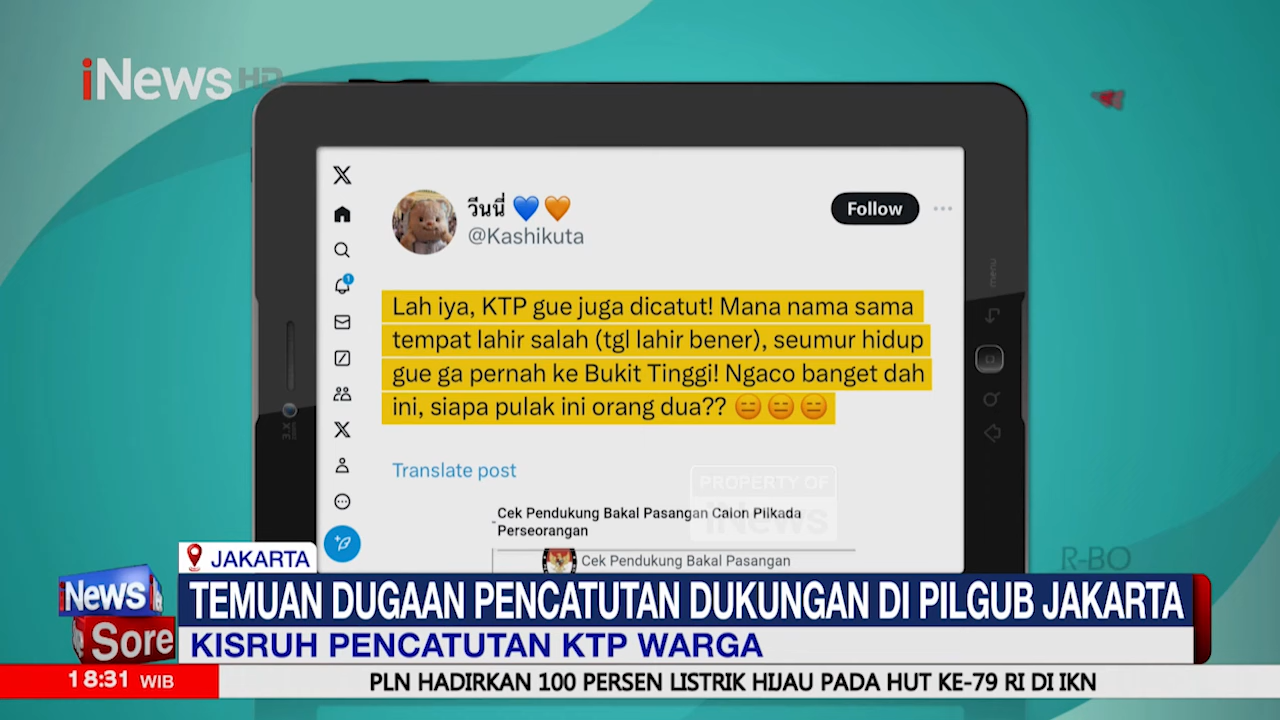 iNews HD
วีนนี่ 💙 🧡
@Kashikuta
Follow
Lah iya, KTP gue juga dicatut! Mana nama sama
tempat lahir salah (tgl lahir bener), seumur hidup
gue ga pernah ke Bukit Tinggi! Ngaco banget dah
ini, siapa pulak ini orang dua?? 😑 😑 😑
Translate post
PROPERTY OF
iNews
Cek Pendukung Bakal Pasangan Calon Pilkada
Perseorangan
Cek Pendukung Bakal Pasangan
menu
3.X
zoom
1
R-BO
JAKARTA
iNews Sore
TEMUAN DUGAAN PENCATUTAN DUKUNGAN DI PILGUB JAKARTA
KISRUH PENCATUTAN KTP WARGA
18:31 WIB
PLN HADIRKAN 100 PERSEN LISTRIK HIJAU PADA HUT KE-79 RI DI IKN